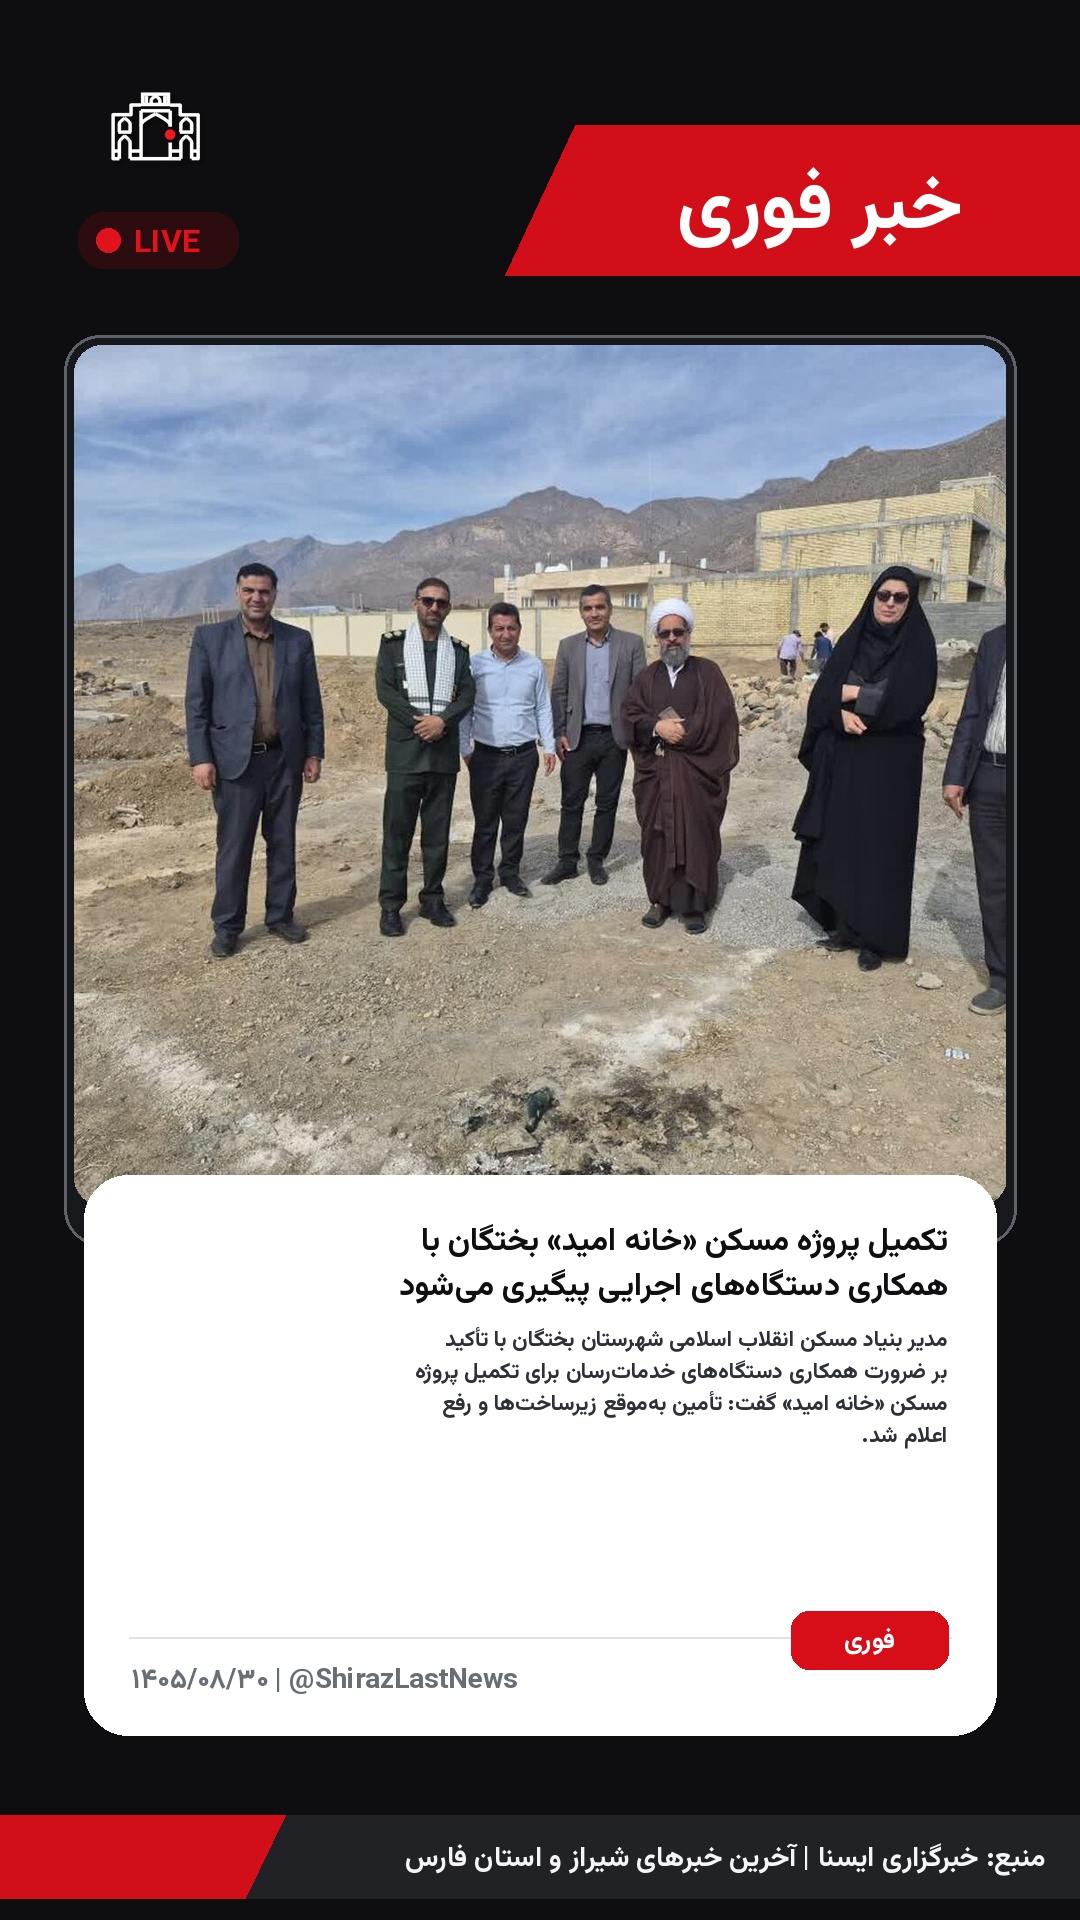 خبر فوری
LIVE
تکمیل پروژه مسکن «خانه امید» بختگان با
همکاری دستگاه‌های اجرایی پیگیری می‌شود
مدیر بنیاد مسکن انقلاب اسلامی شهرستان بختگان با تأکید
بر ضرورت همکاری دستگاه‌های خدمات‌رسان برای تکمیل پروژه
مسکن «خانه امید» گفت: تأمین به‌موقع زیرساخت‌ها و رفع
اعلام شد.
فوری
۱۴۰۵/۰۸/۳۰ | @ShirazLastNews
منبع: خبرگزاری ایسنا | آخرین خبرهای شیراز و استان فارس